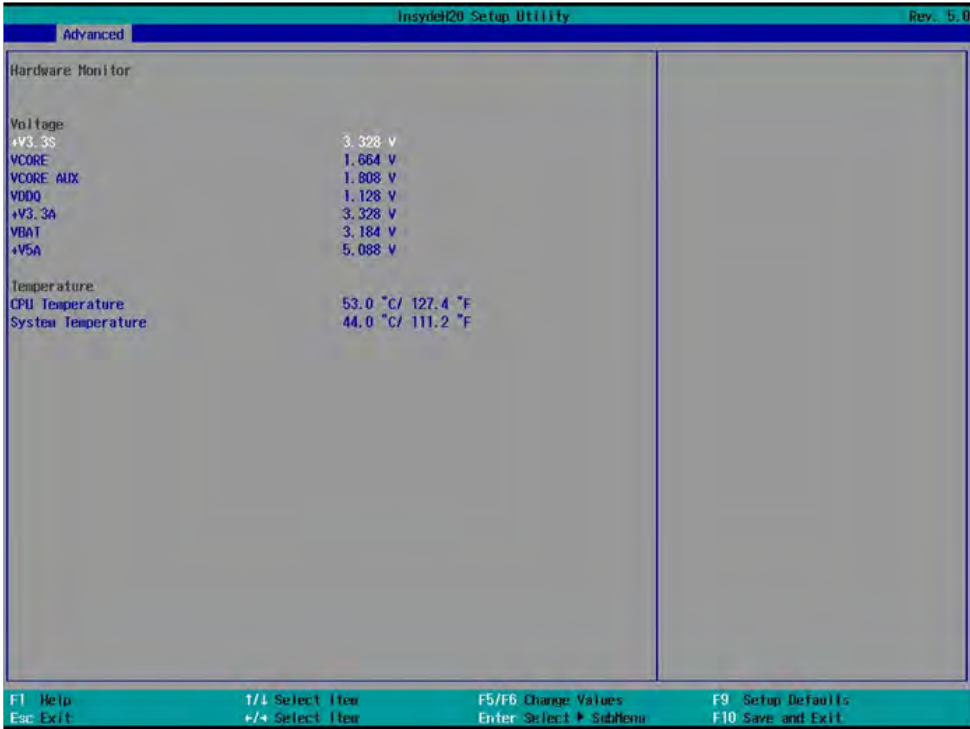 InsydeH20 Setup Utility Rev. 5.0
Advanced
Hardware Monitor
Voltage
+V3.3S 3.328 V
VCORE 1.664 V
VCORE AUX 1.808 V
VDDQ 1.128 V
+V3.3A 3.328 V
VBAT 3.184 V
+V5A 5.088 V
Temperature
CPU Temperature 53.0 °C/ 127.4 °F
System Temperature 44.0 °C/ 111.2 °F
F1 Help ↑/↓ Select Item F5/F6 Change Values F9 Setup Defaults
Esc Exit ←/→ Select Item Enter Select ▶ SubMenu F10 Save and Exit